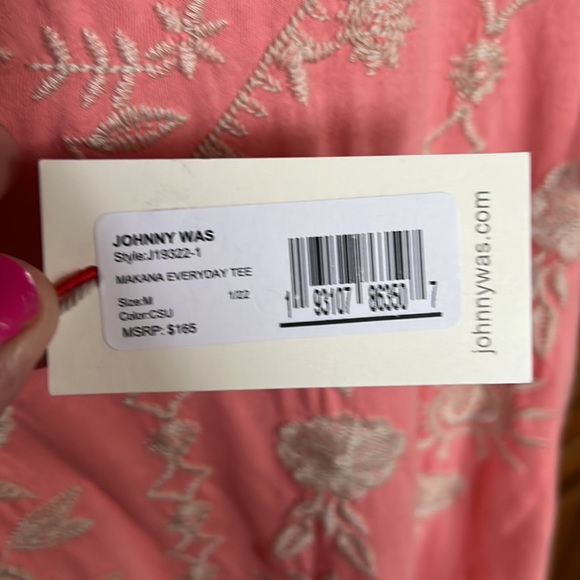 JOHNNY WAS
Style:J19322-1
MAKANA EVERYDAY TEE
Size:M 1/22
Color:CSU
MSRP: $165
1 93107 86350 7
johnnywas.com